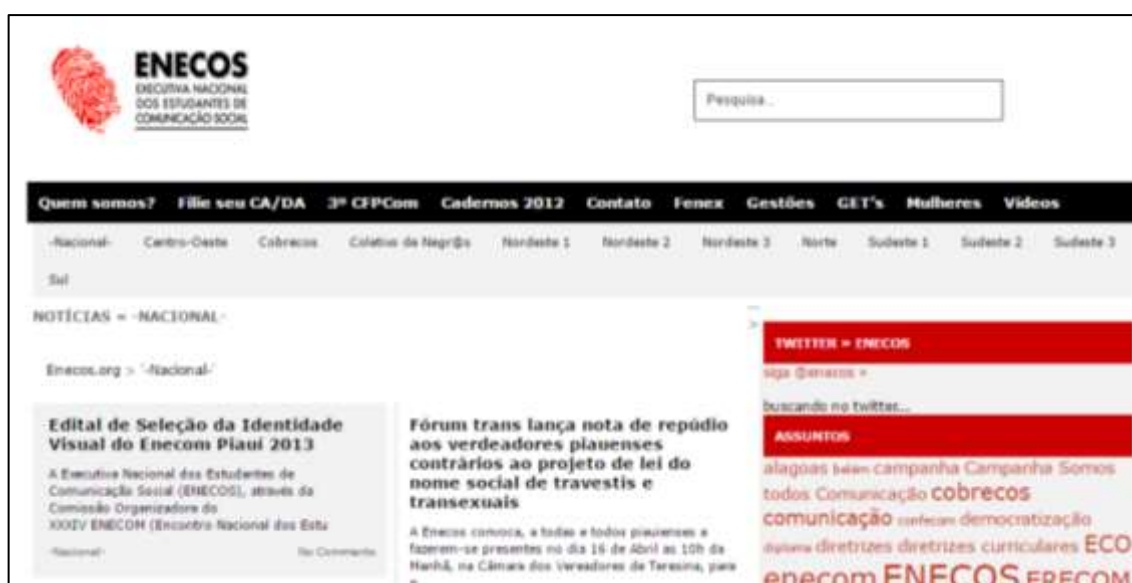 ENECOS
EXECUTIVA NACIONAL
DOS ESTUDANTES DE
COMUNICAÇÃO SOCIAL
Pesquisa...
Quem somos? Filie seu CA/DA 3º CFPCom Cadernos 2012 Contato Fenex Gestões GET's Mulheres Vídeos
-Nacional- Centro-Oeste Cobrecos Coletivo de Negr@s Nordeste 1 Nordeste 2 Nordeste 3 Norte Sudeste 1 Sudeste 2 Sudeste 3
Sul
NOTÍCIAS » -NACIONAL-
>
Enecos.org > '-Nacional-'
Edital de Seleção da Identidade
Visual do Enecom Piauí 2013
A Executiva Nacional dos Estudantes de
Comunicação Social (ENECOS), através da
Comissão Organizadora do
XXXIV ENECOM (Encontro Nacional dos Estu
-Nacional- No Comments
Fórum trans lança nota de repúdio
aos verdeadores piauenses
contrários ao projeto de lei do
nome social de travestis e
transexuais
A Enecos convoca, a todas e todos piauienses a
fazerem-se presentes no dia 16 de Abril as 10h da
Manhã, na Câmara dos Vereadores de Teresina, para
TWITTER » ENECOS
siga @enecos »
buscando no twitter...
ASSUNTOS
alagoas belém campanha Campanha Somos
todos Comunicação cobrecos
comunicação confecom democratização
diploma diretrizes diretrizes curriculares ECO
enecom ENECOS ERECOM